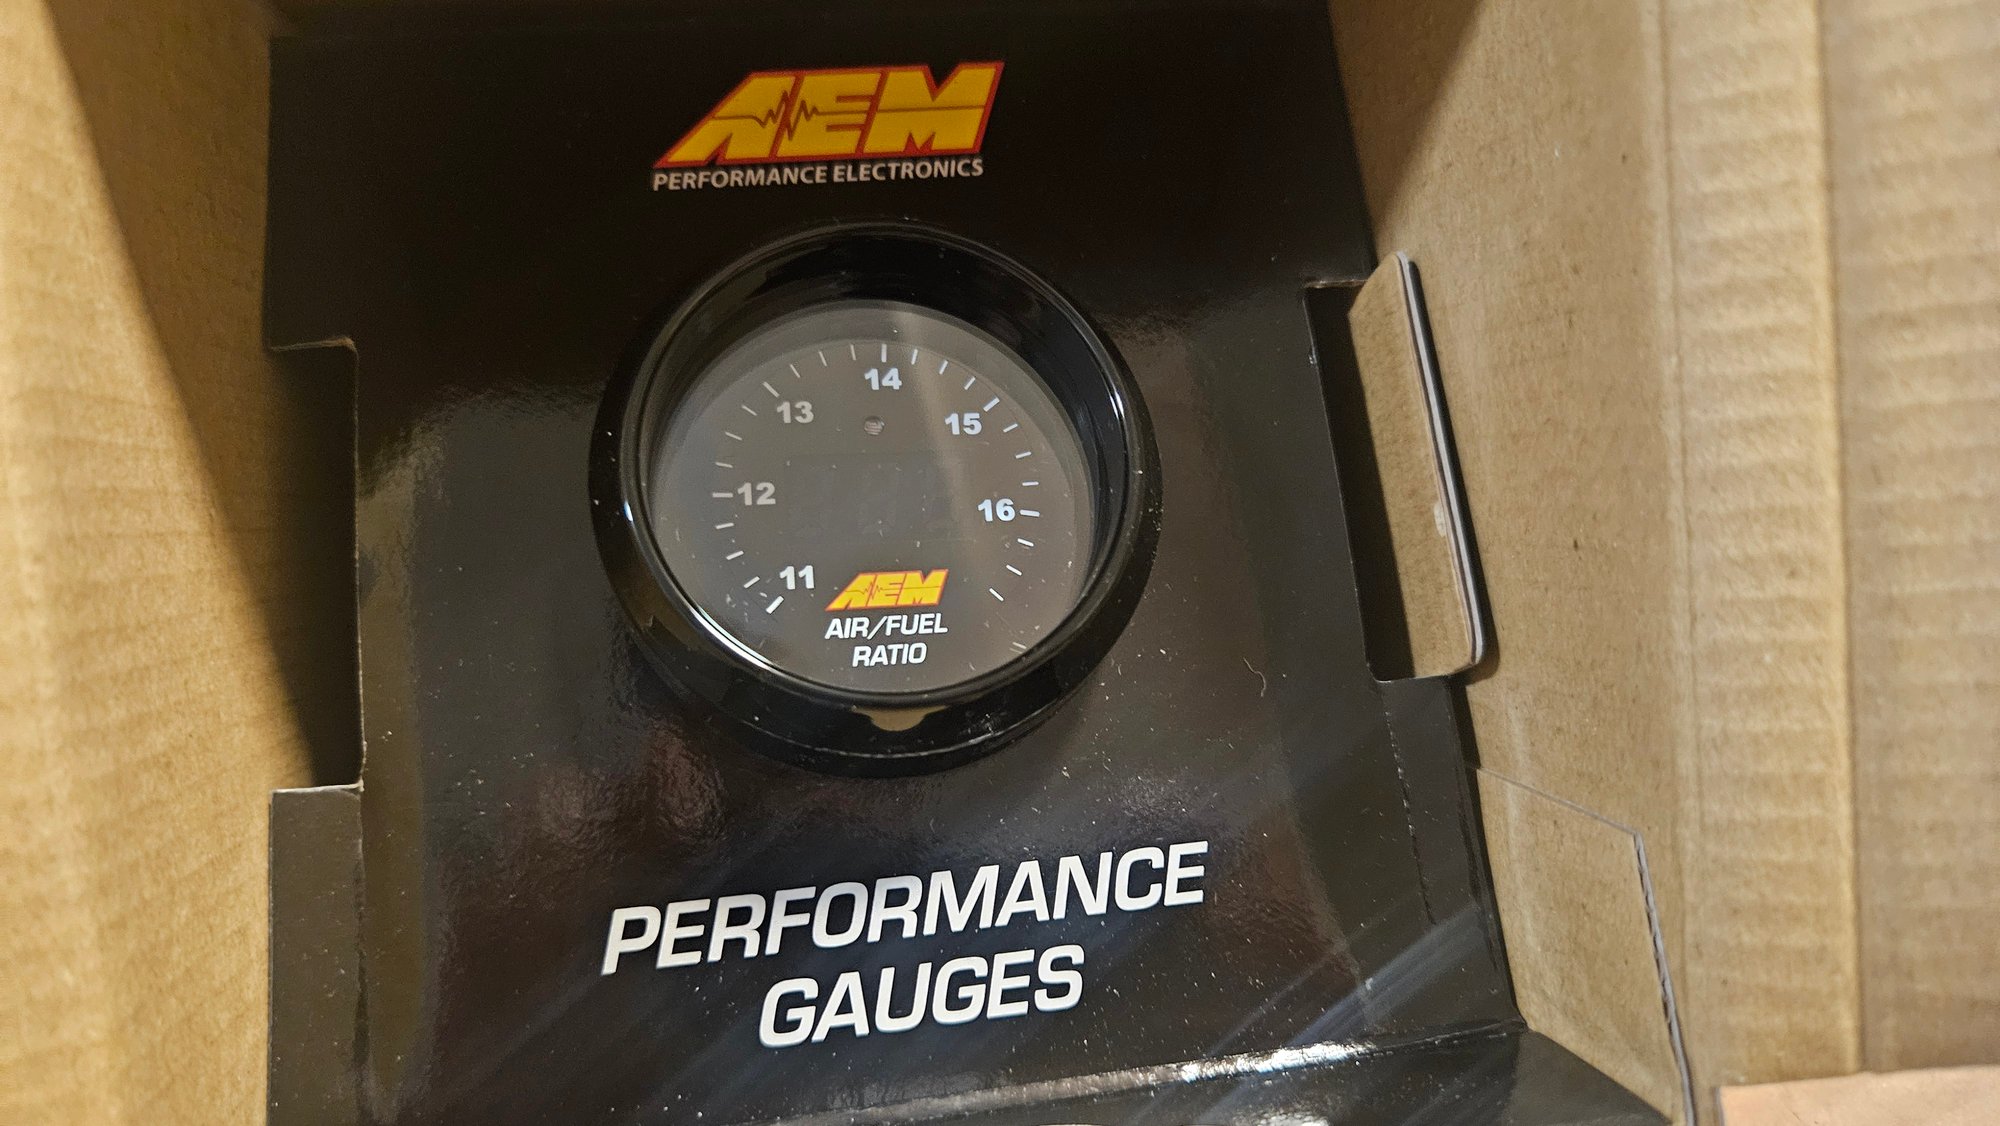 AEM
PERFORMANCE ELECTRONICS
14
13
15
12
16
11
AEM
AIR/FUEL
RATIO
PERFORMANCE
GAUGES